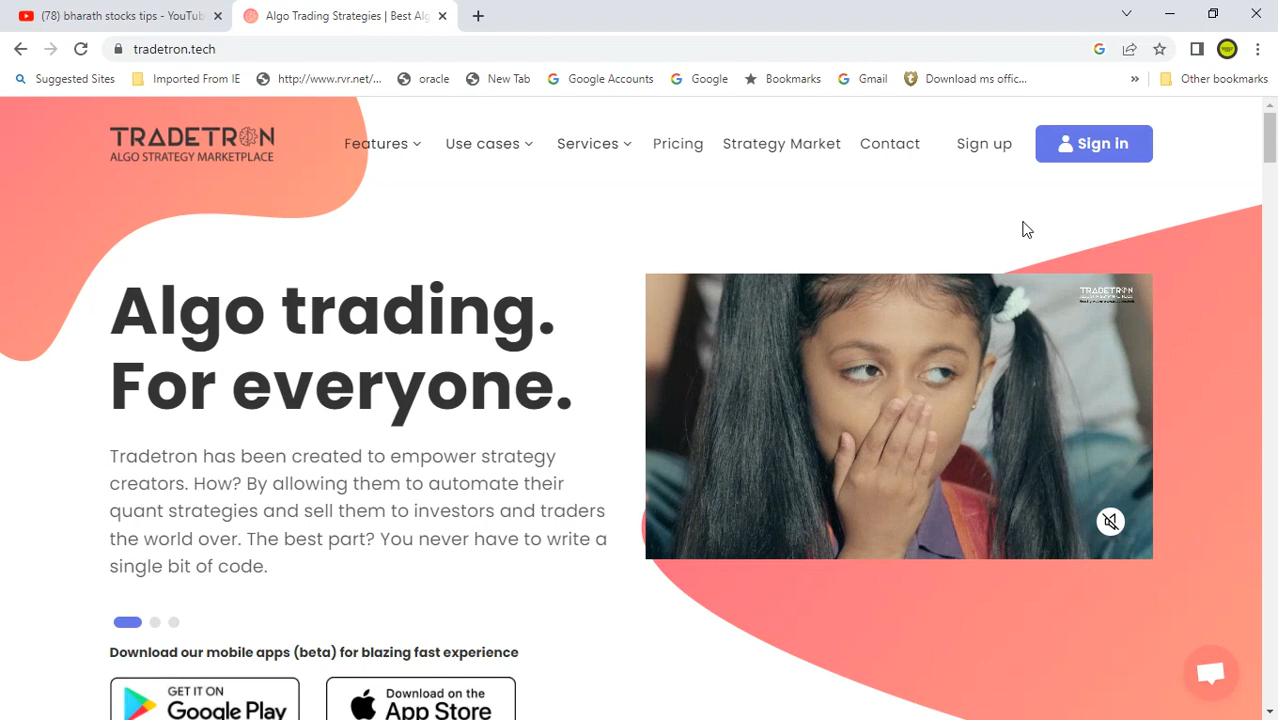 (78) bharath stocks tips - YouTub
Algo Trading Strategies | Best Alg
tradetron.tech
Suggested Sites
Imported From IE
http://www.rvr.net/...
oracle
New Tab
Google Accounts
Google
Bookmarks
Gmail
Download ms offic...
»
Other bookmarks
TRADETRON
ALGO STRATEGY MARKETPLACE
Features
Use cases
Services
Pricing
Strategy Market
Contact
Sign up
Sign in
Algo trading.
For everyone.
Tradetron has been created to empower strategy
creators. How? By allowing them to automate their
quant strategies and sell them to investors and traders
the world over. The best part? You never have to write a
single bit of code.
TRADETRON
Download our mobile apps (beta) for blazing fast experience
GET IT ON
Google Play
Download on the
App Store